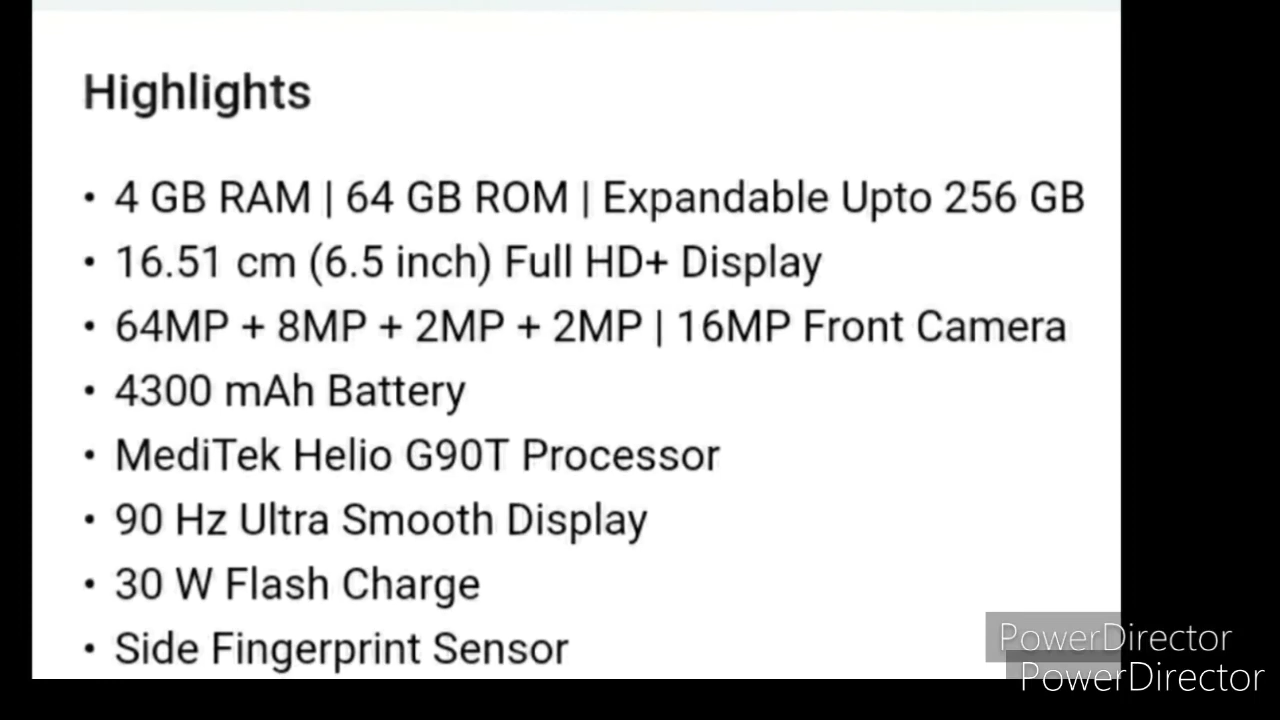 Highlights
• 4 GB RAM | 64 GB ROM | Expandable Upto 256 GB
• 16.51 cm (6.5 inch) Full HD+ Display
• 64MP + 8MP + 2MP + 2MP | 16MP Front Camera
• 4300 mAh Battery
• MediTek Helio G90T Processor
• 90 Hz Ultra Smooth Display
• 30 W Flash Charge
• Side Fingerprint Sensor
PowerDirector
PowerDirector